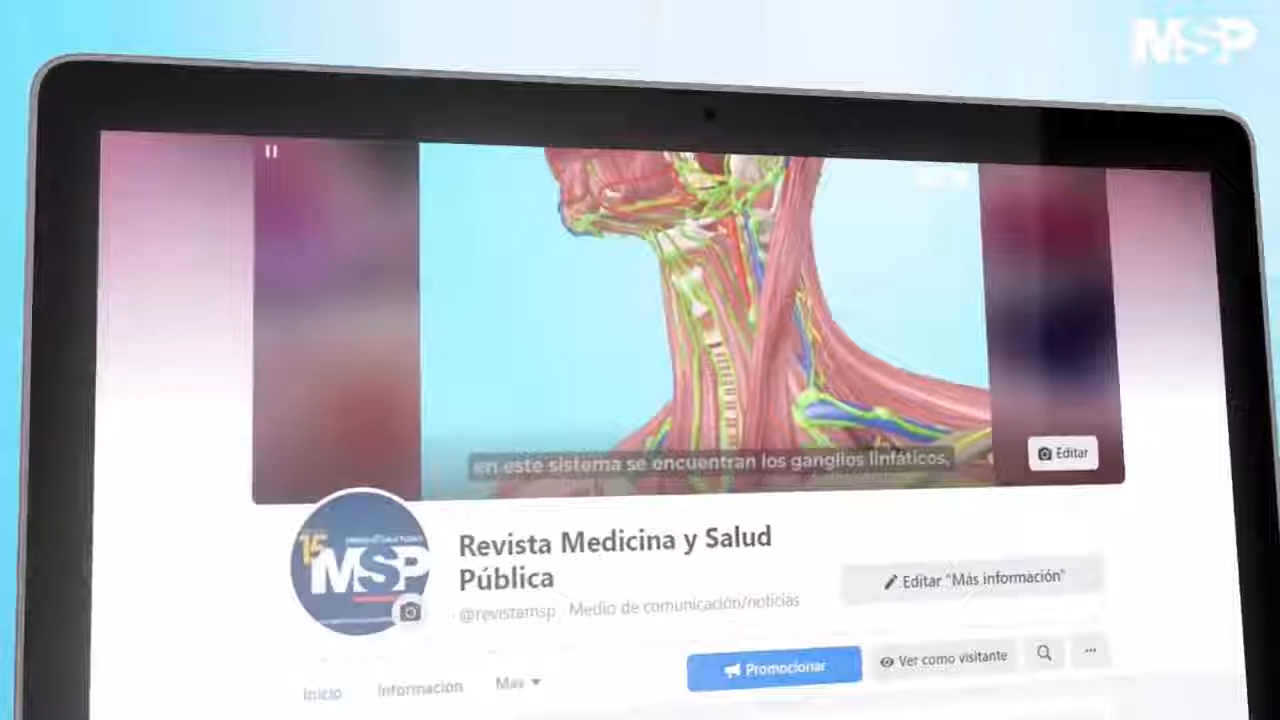 MSP
en este sistema se encuentran los ganglios linfáticos,
Editar
15
MSP
Revista Medicina y Salud
Pública
Editar "Más información"
@revistamsp · Medio de comunicación/noticias
Promocionar
Ver como visitante
...
Inicio
Información
Más